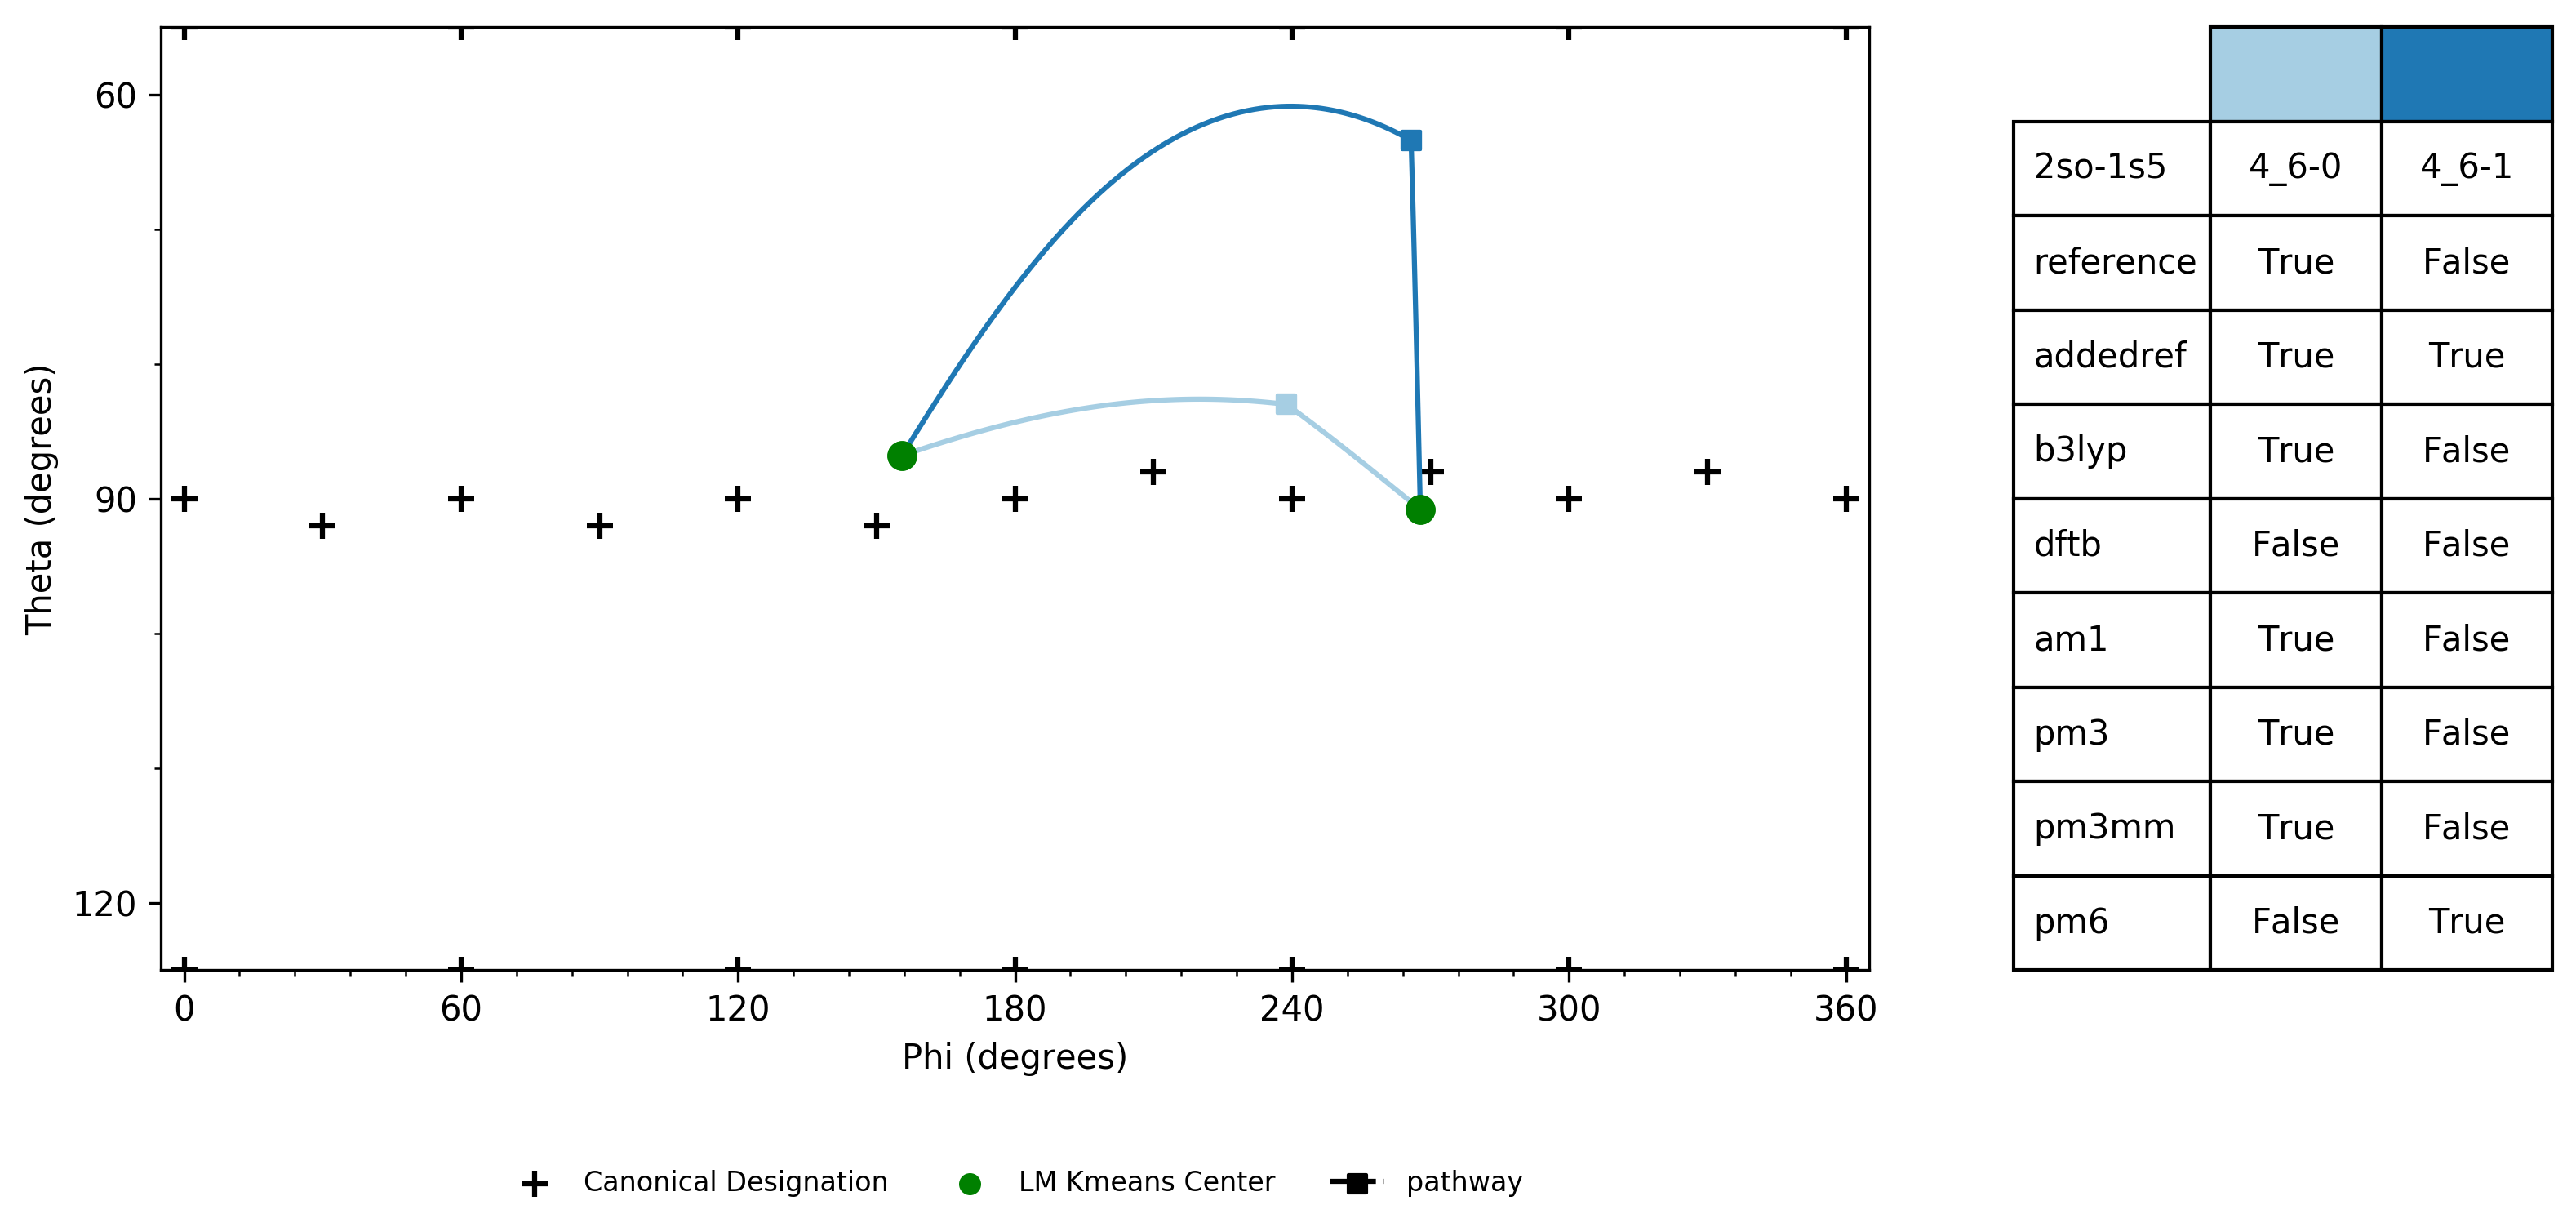 60
90
120
Theta (degrees)
0 60 120 180 240 300 360
Phi (degrees)
Canonical Designation LM Kmeans Center pathway
2so-1s5 4_6-0 4_6-1
reference True False
addedref True True
b3lyp True False
dftb False False
am1 True False
pm3 True False
pm3mm True False
pm6 False True